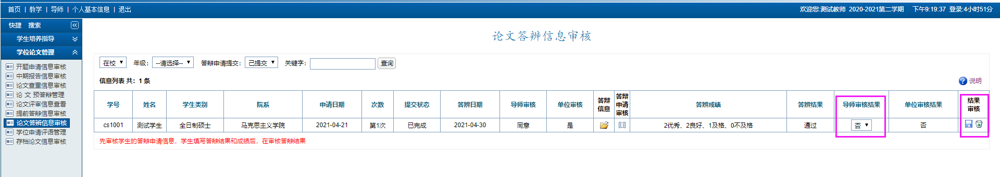 首页 | 教学 | 导师 | 个人基本信息 | 退出
欢迎您:测试教师 2020-2021第二学期 下午9:19:37 登录:4小时51分
快捷 搜索
学生培养指导
学位论文管理
开题申请信息审核
中期报告信息审核
论文查重信息审核
论 文 预答辩管理
论文评审信息查看
提前答辩信息审核
论文答辨信息审核
学位申请评语管理
存档论文信息审核
论文答辨信息审核
在校 年级: --请选择-- 答辩申请提交: 已提交 关键字: 查询
信息列表 共: 1 条
说明
学号 姓名 学生类别 院系 申请日期 次数 提交状态 答辨日期 导师审核 单位审核 答辩信息 答辩申请审核 答辨成绩 答辨结果 导师审核结果 单位审核结果 结果审核
cs1001 测试学生 全日制硕士 马克思主义学院 2021-04-21 第1次 已完成 2021-04-30 同意 是 2优秀、2良好、1及格、0不及格 通过 否 否
先审核学生的答辩申请信息，学生填写答辩结果和成绩后，在审核答辩结果